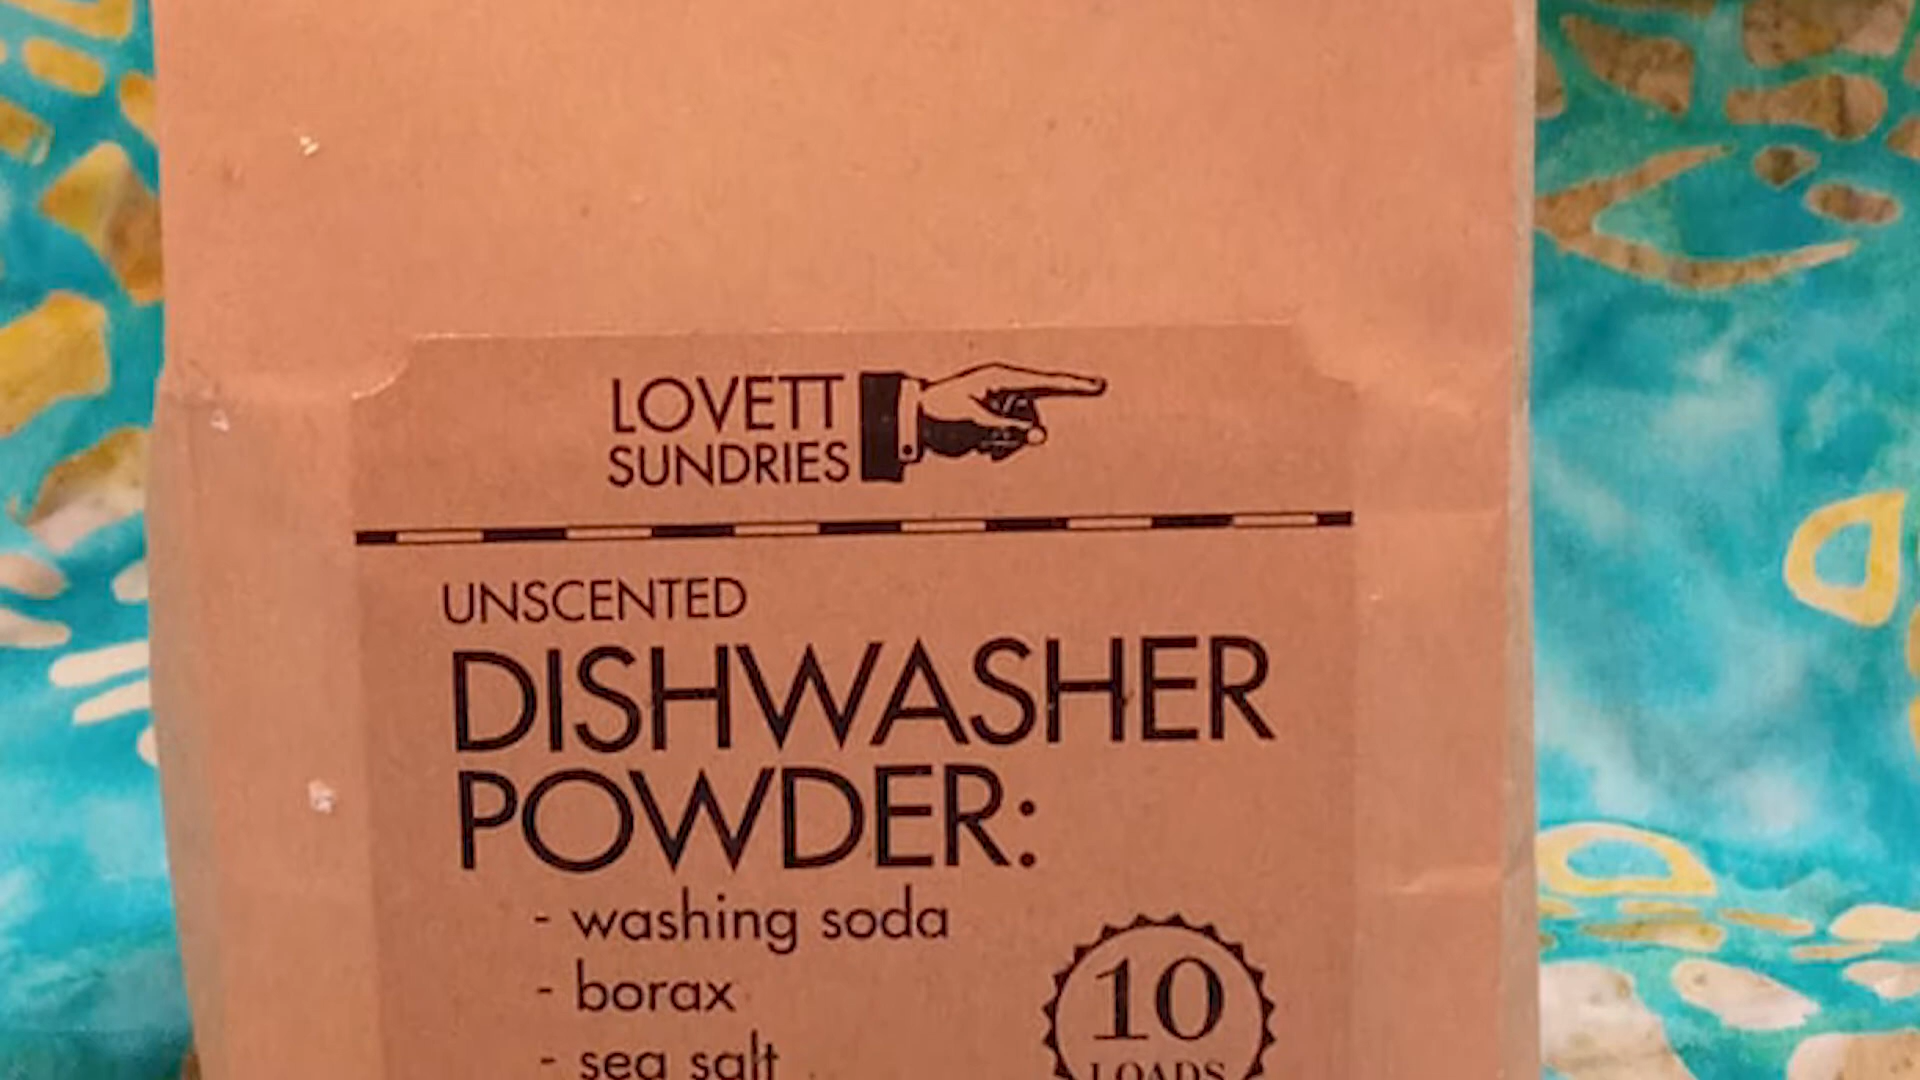 LOVETT
SUNDRIES
UNSCENTED
DISHWASHER
POWDER:
- washing soda
- borax
- sea salt
10
LOADS